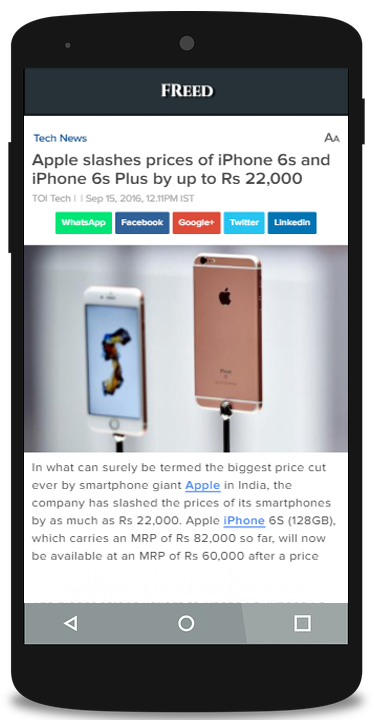 FREED
Tech News
AA
Apple slashes prices of iPhone 6s and
iPhone 6s Plus by up to Rs 22,000
TOI Tech | | Sep 15, 2016, 12.11PM IST
WhatsApp Facebook Google+ Twitter Linkedin
iPhone
In what can surely be termed the biggest price cut
ever by smartphone giant Apple in India, the
company has slashed the prices of its smartphones
by as much as Rs 22,000. Apple iPhone 6S (128GB),
which carries an MRP of Rs 82,000 so far, will now
be available at an MRP of Rs 60,000 after a price